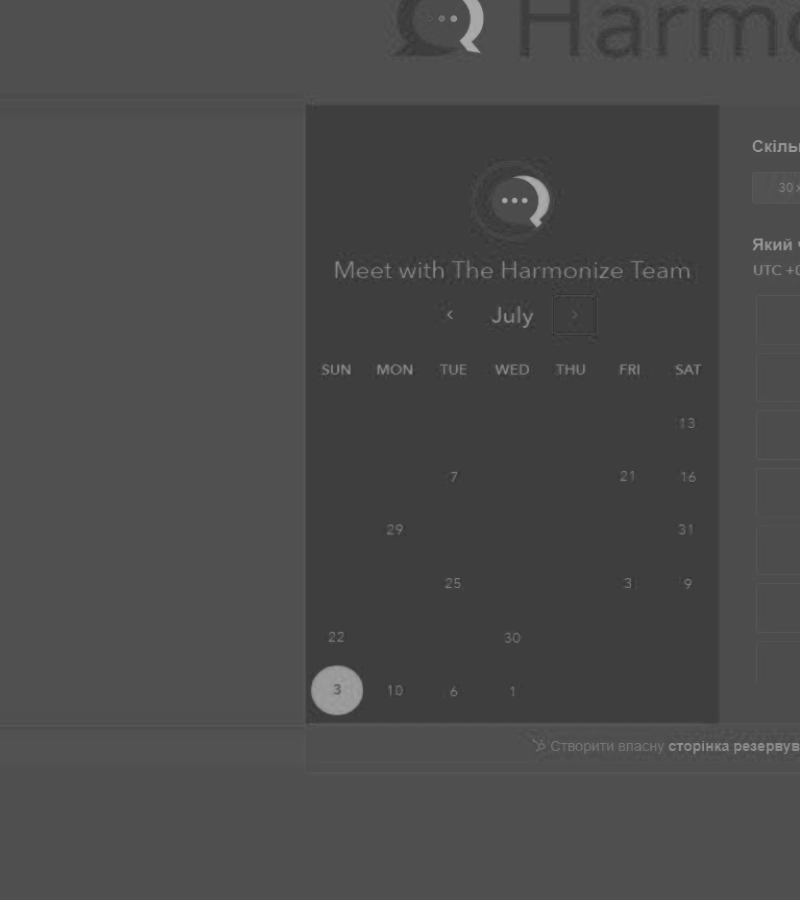 Harmo
Скіль
30 x
Meet with The Harmonize Team
Який ч
UTC +0
‹ July ›
SUN MON TUE WED THU FRI SAT
13
7 21 16
29 31
25 3 9
22 30
3 10 6 1
Створити власну сторінка резервув